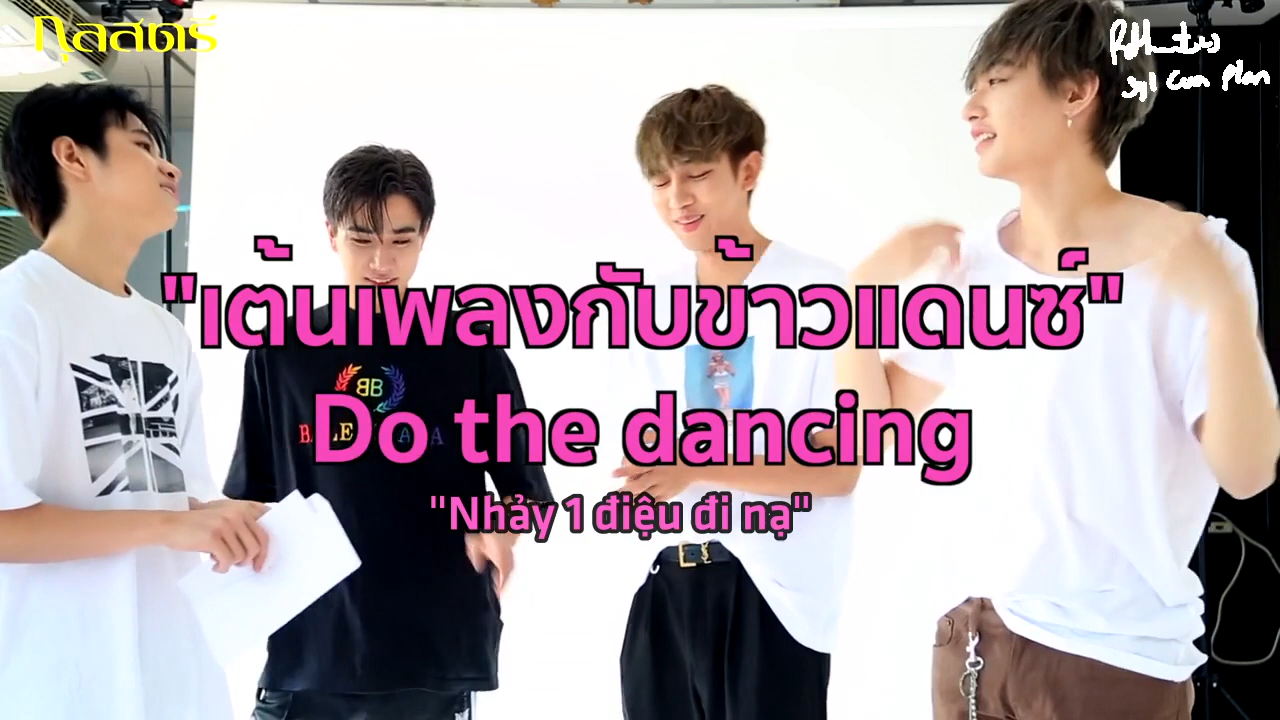 กุลสตรี
"เต้นเพลงกับข้าวแดนซ์"
BB
Do the dancing
"Nhảy 1 điệu đi nạ"